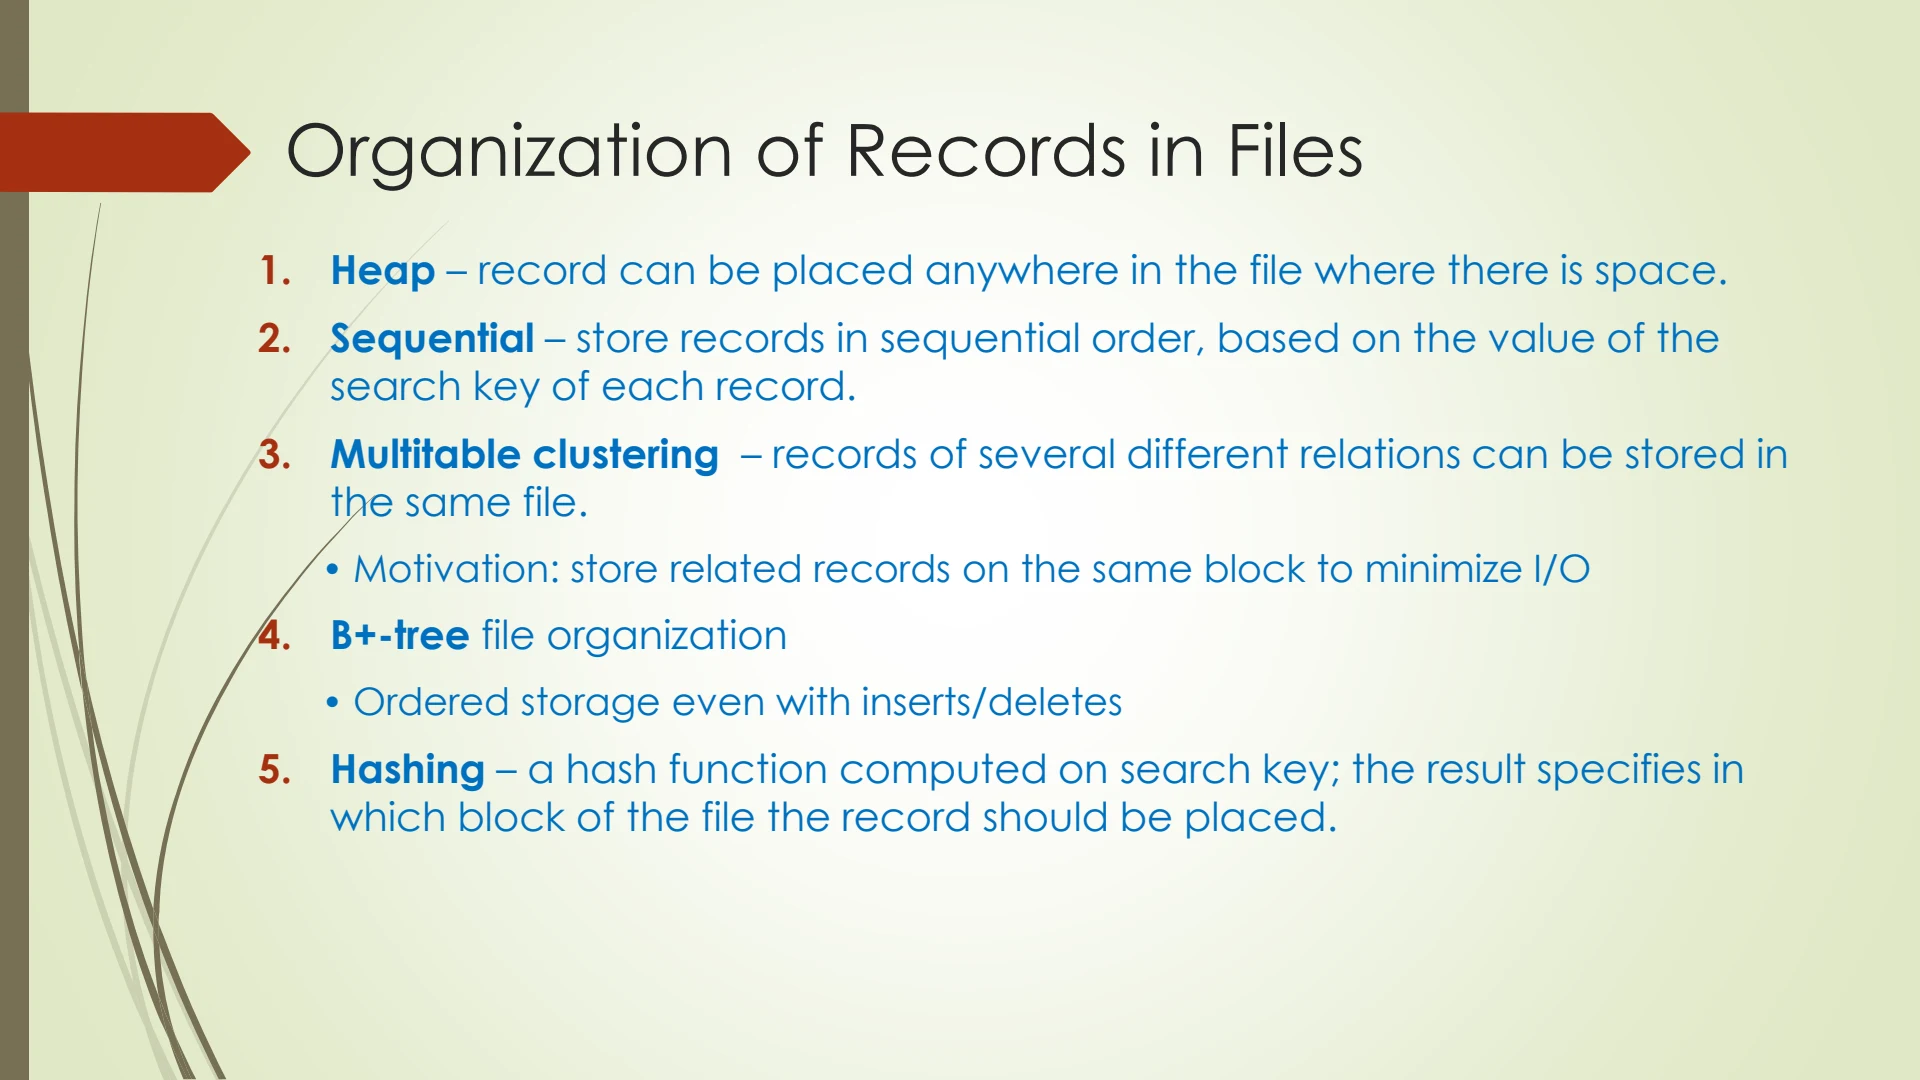 Organization of Records in Files
1. Heap – record can be placed anywhere in the file where there is space.
2. Sequential – store records in sequential order, based on the value of the
search key of each record.
3. Multitable clustering – records of several different relations can be stored in
the same file.
• Motivation: store related records on the same block to minimize I/O
4. B+-tree file organization
• Ordered storage even with inserts/deletes
5. Hashing – a hash function computed on search key; the result specifies in
which block of the file the record should be placed.